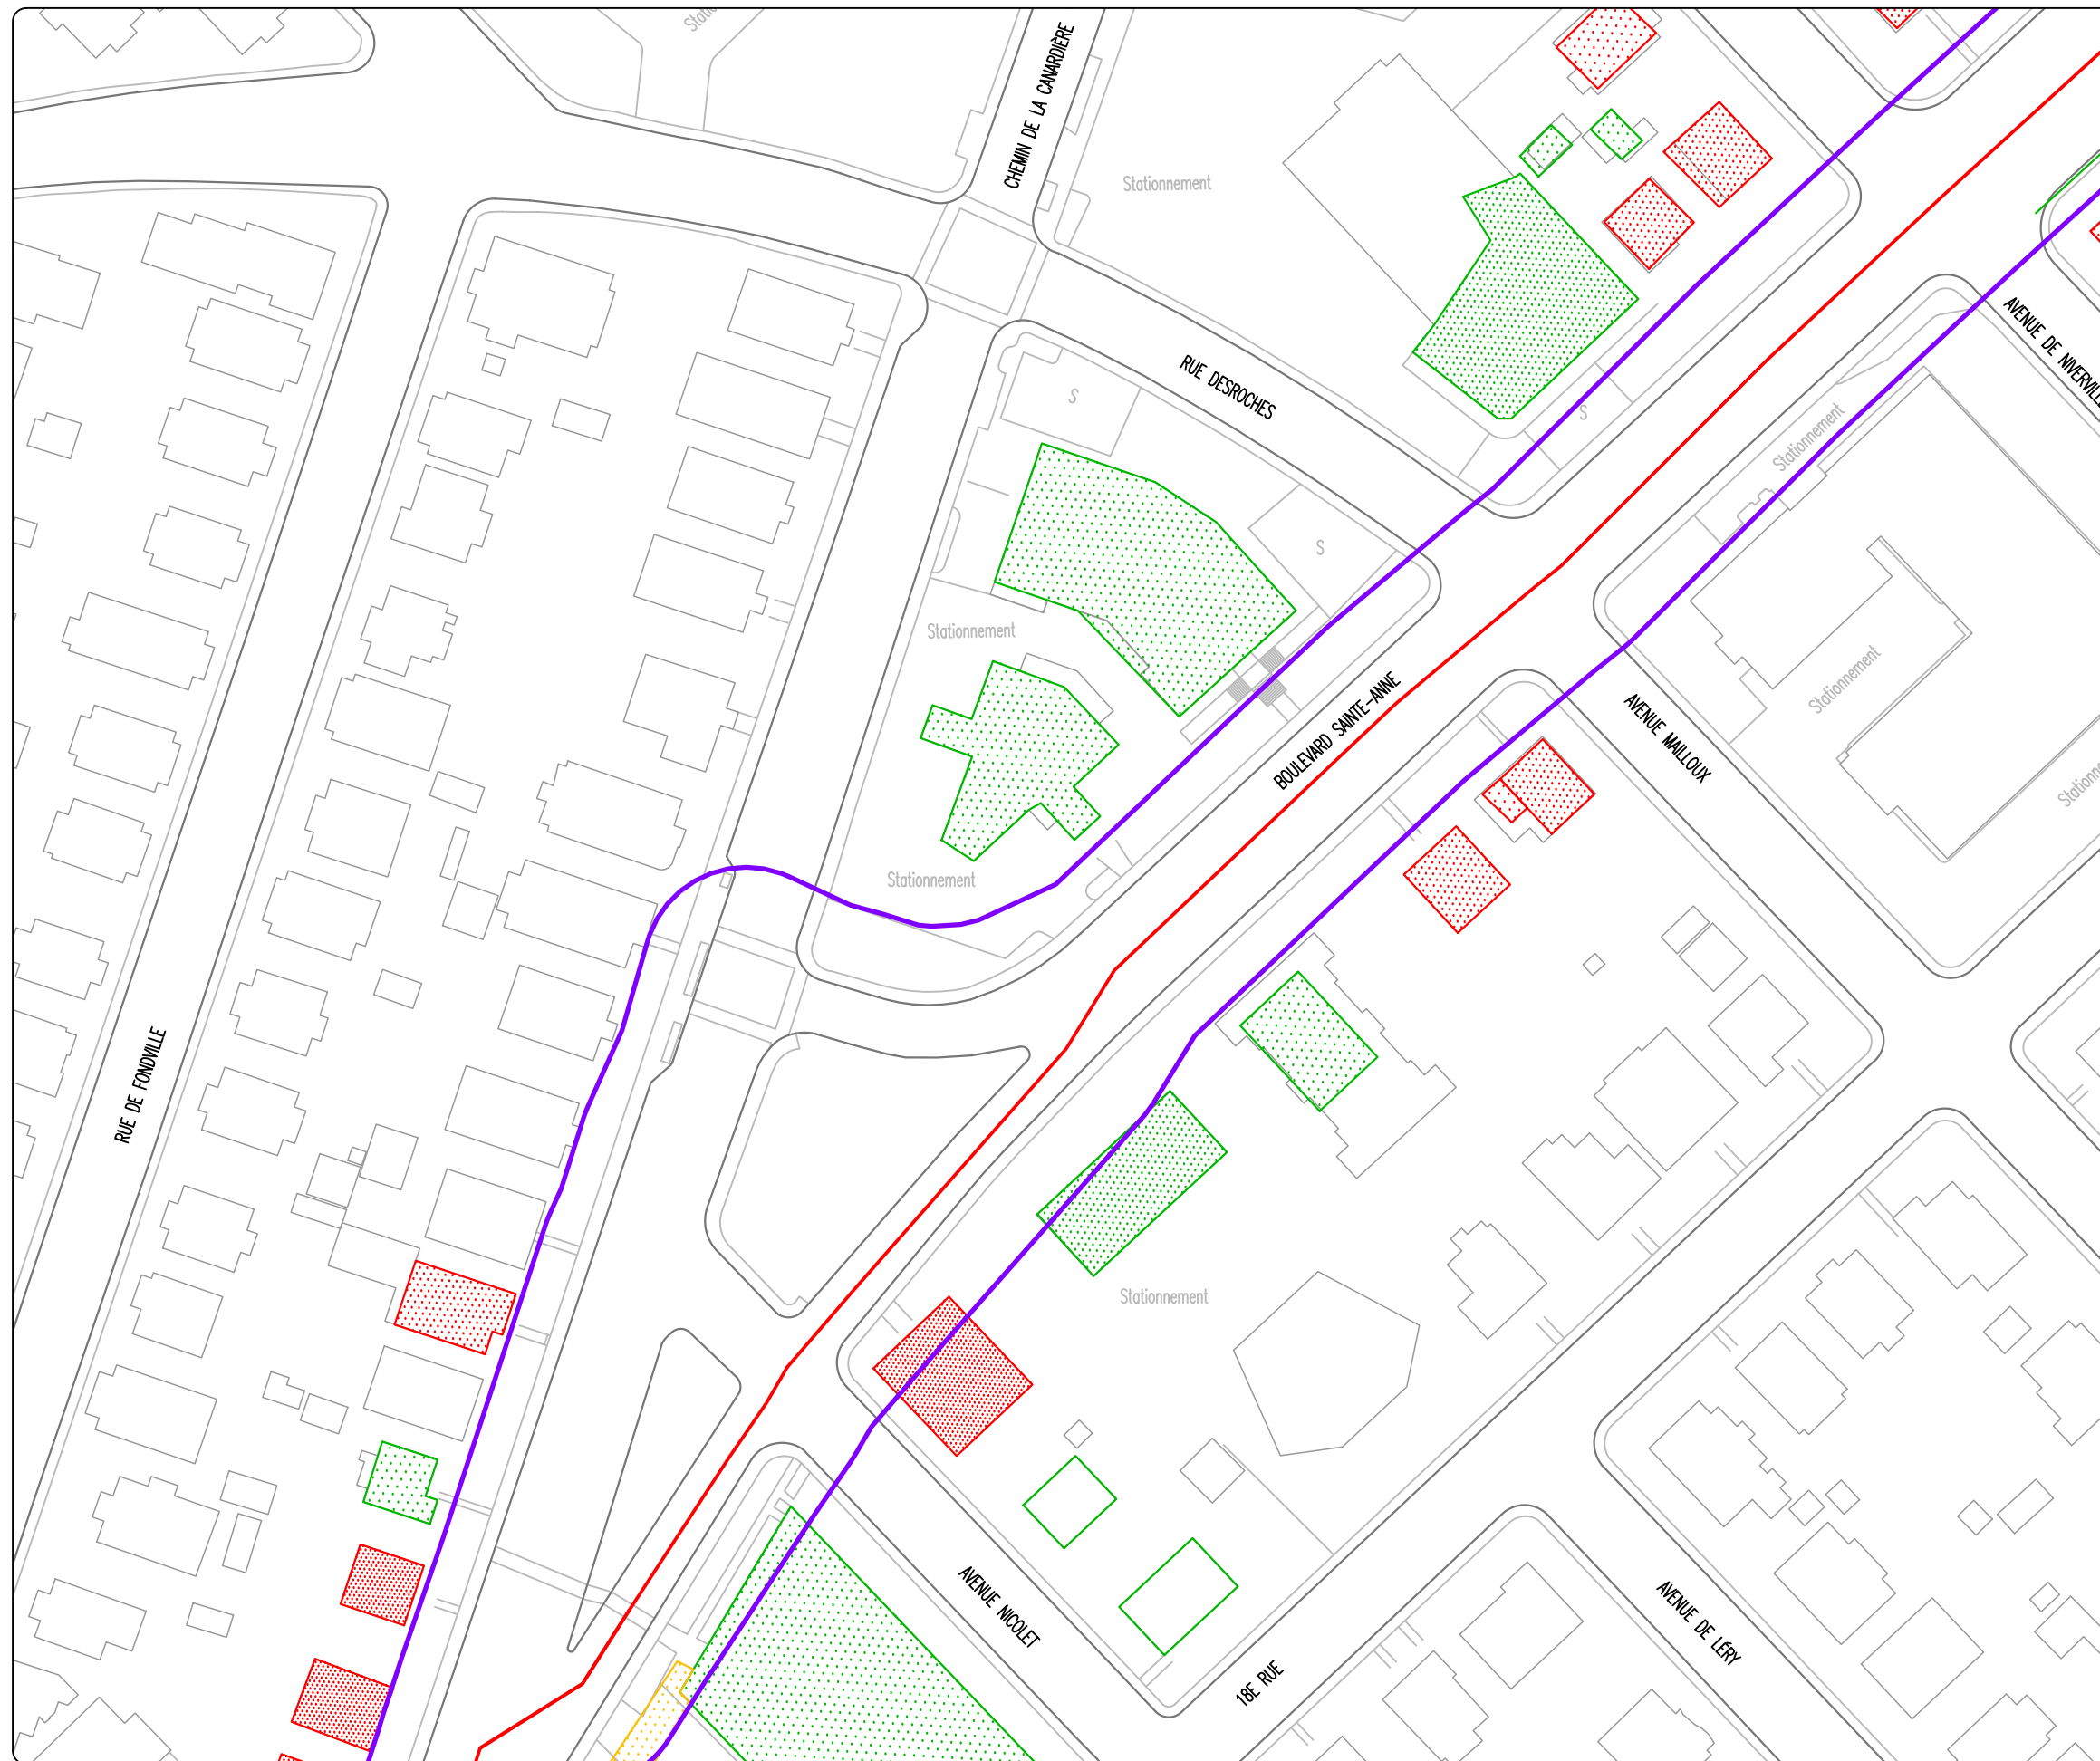 CHEMIN DE LA CANARDIÈRE
Stationnement
RUE DESROCHES
S
S
S
AVENUE DE
Stationnement
Stationnement
BOULEVARD SAINTE-ANNE
AVENUE MAILLOUX
Stationnement
Stationnement
RUE DE FONDVILLE
Stationnement
AVENUE NICOLET
18E RUE
AVENUE DE LÉRY